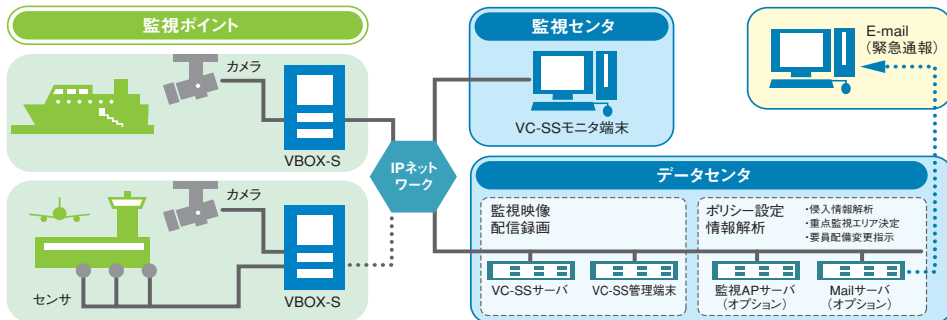 監視ポイント
カメラ
VBOX-S
カメラ
センサ
VBOX-S
IPネット
ワーク
監視センタ
VC-SSモニタ端末
E-mail
(緊急通報)
データセンタ
監視映像
配信録画
VC-SSサーバ
VC-SS管理端末
ポリシー設定
情報解析
・侵入情報解析
・重点監視エリア決定
・要員配備変更指示
監視APサーバ
(オプション)
Mailサーバ
(オプション)